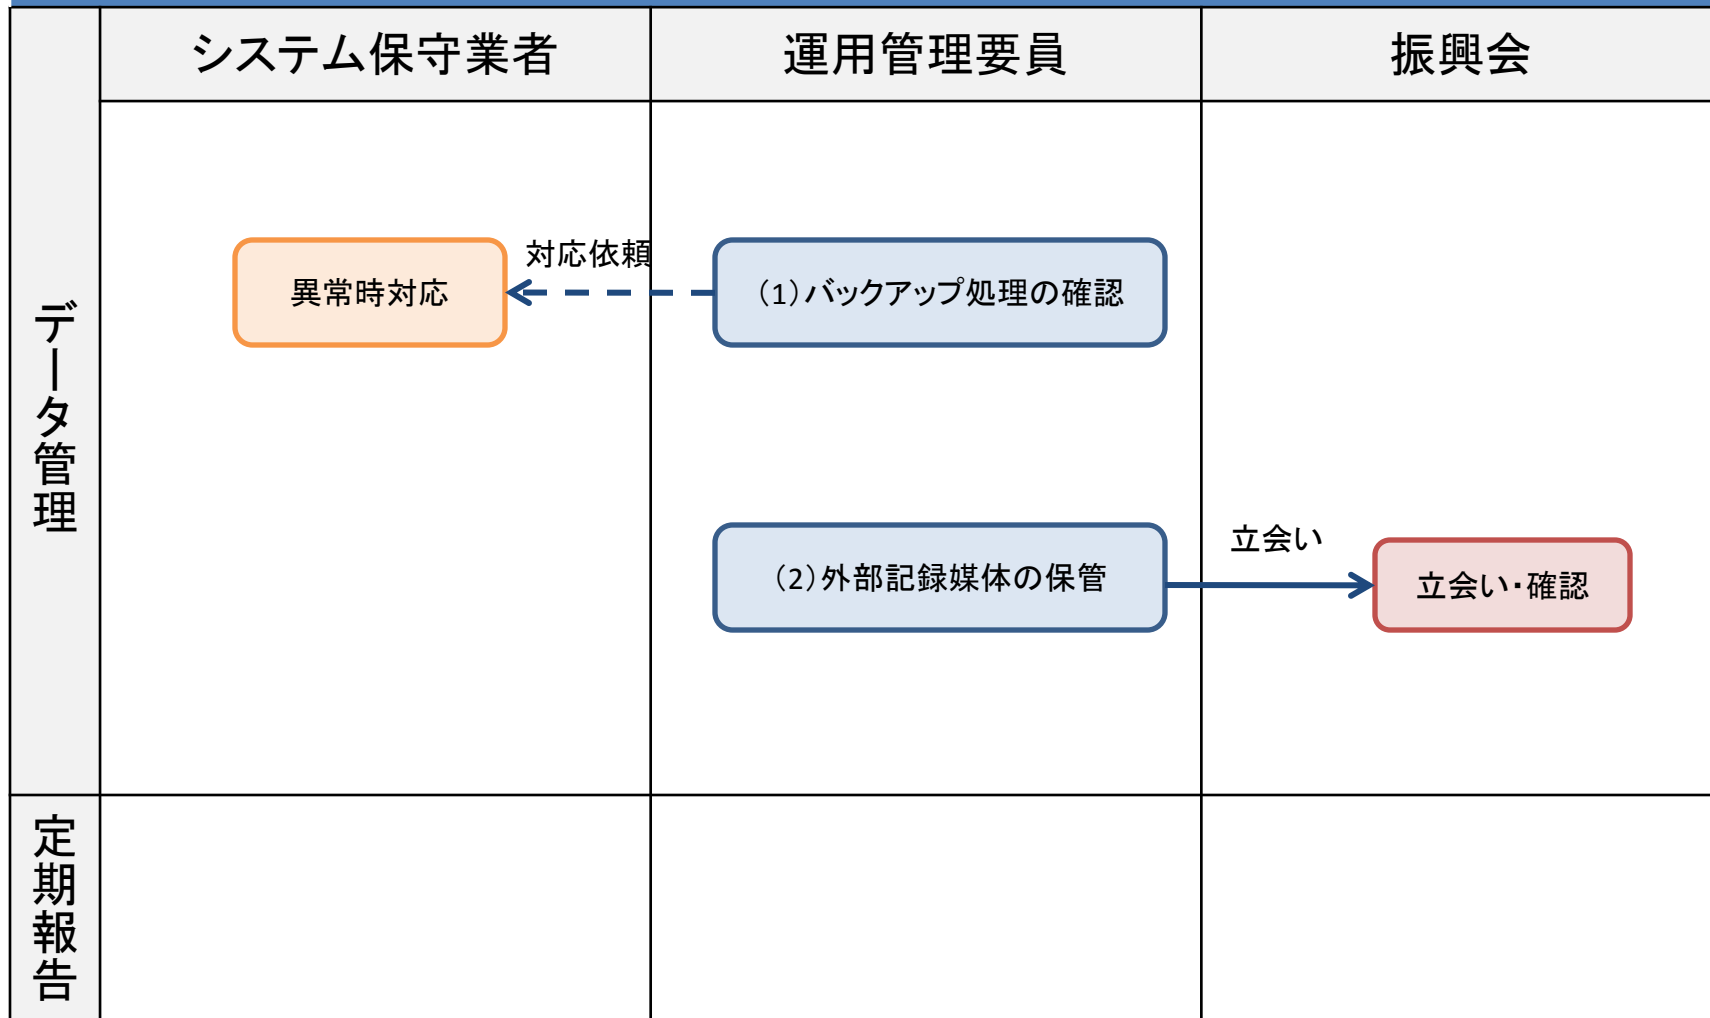 システム保守業者
運用管理要員
振興会
データ管理
対応依頼
異常時対応
(1)バックアップ処理の確認
(2)外部記録媒体の保管
立会い
立会い・確認
定期報告